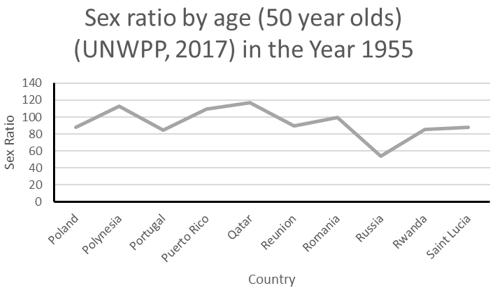 Sex ratio by age (50 year olds)
(UNWPP, 2017) in the Year 1955
140
120
100
80
60
40
20
0
Sex Ratio
Poland
Polynesia
Portugal
Puerto Rico
Qatar
Reunion
Romania
Russia
Rwanda
Saint Lucia
Country